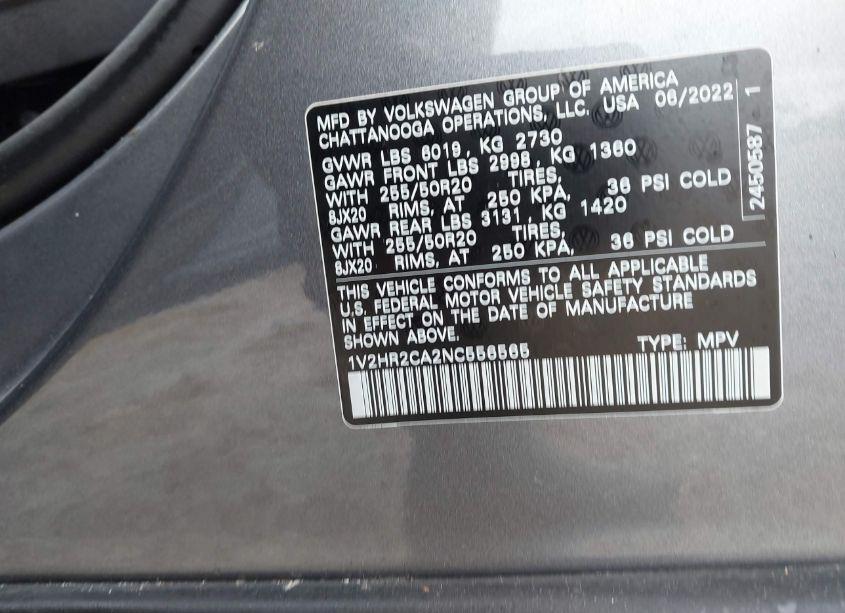 MFD BY VOLKSWAGEN GROUP OF AMERICA
CHATTANOOGA OPERATIONS, LLC. USA 06/2022
GVWR LBS 6019, KG 2730
GAWR FRONT LBS 2998, KG 1360
WITH 255/50R20 TIRES,
8JX20 RIMS, AT 250 KPA, 36 PSI COLD
GAWR REAR LBS 3131, KG 1420
WITH 255/50R20 TIRES,
8JX20 RIMS, AT 250 KPA, 36 PSI COLD
THIS VEHICLE CONFORMS TO ALL APPLICABLE
U.S. FEDERAL MOTOR VEHICLE SAFETY STANDARDS
IN EFFECT ON THE DATE OF MANUFACTURE
SHOWN ABOVE.
1V2HR2CA2NC556565 TYPE: MPV
2450587 1